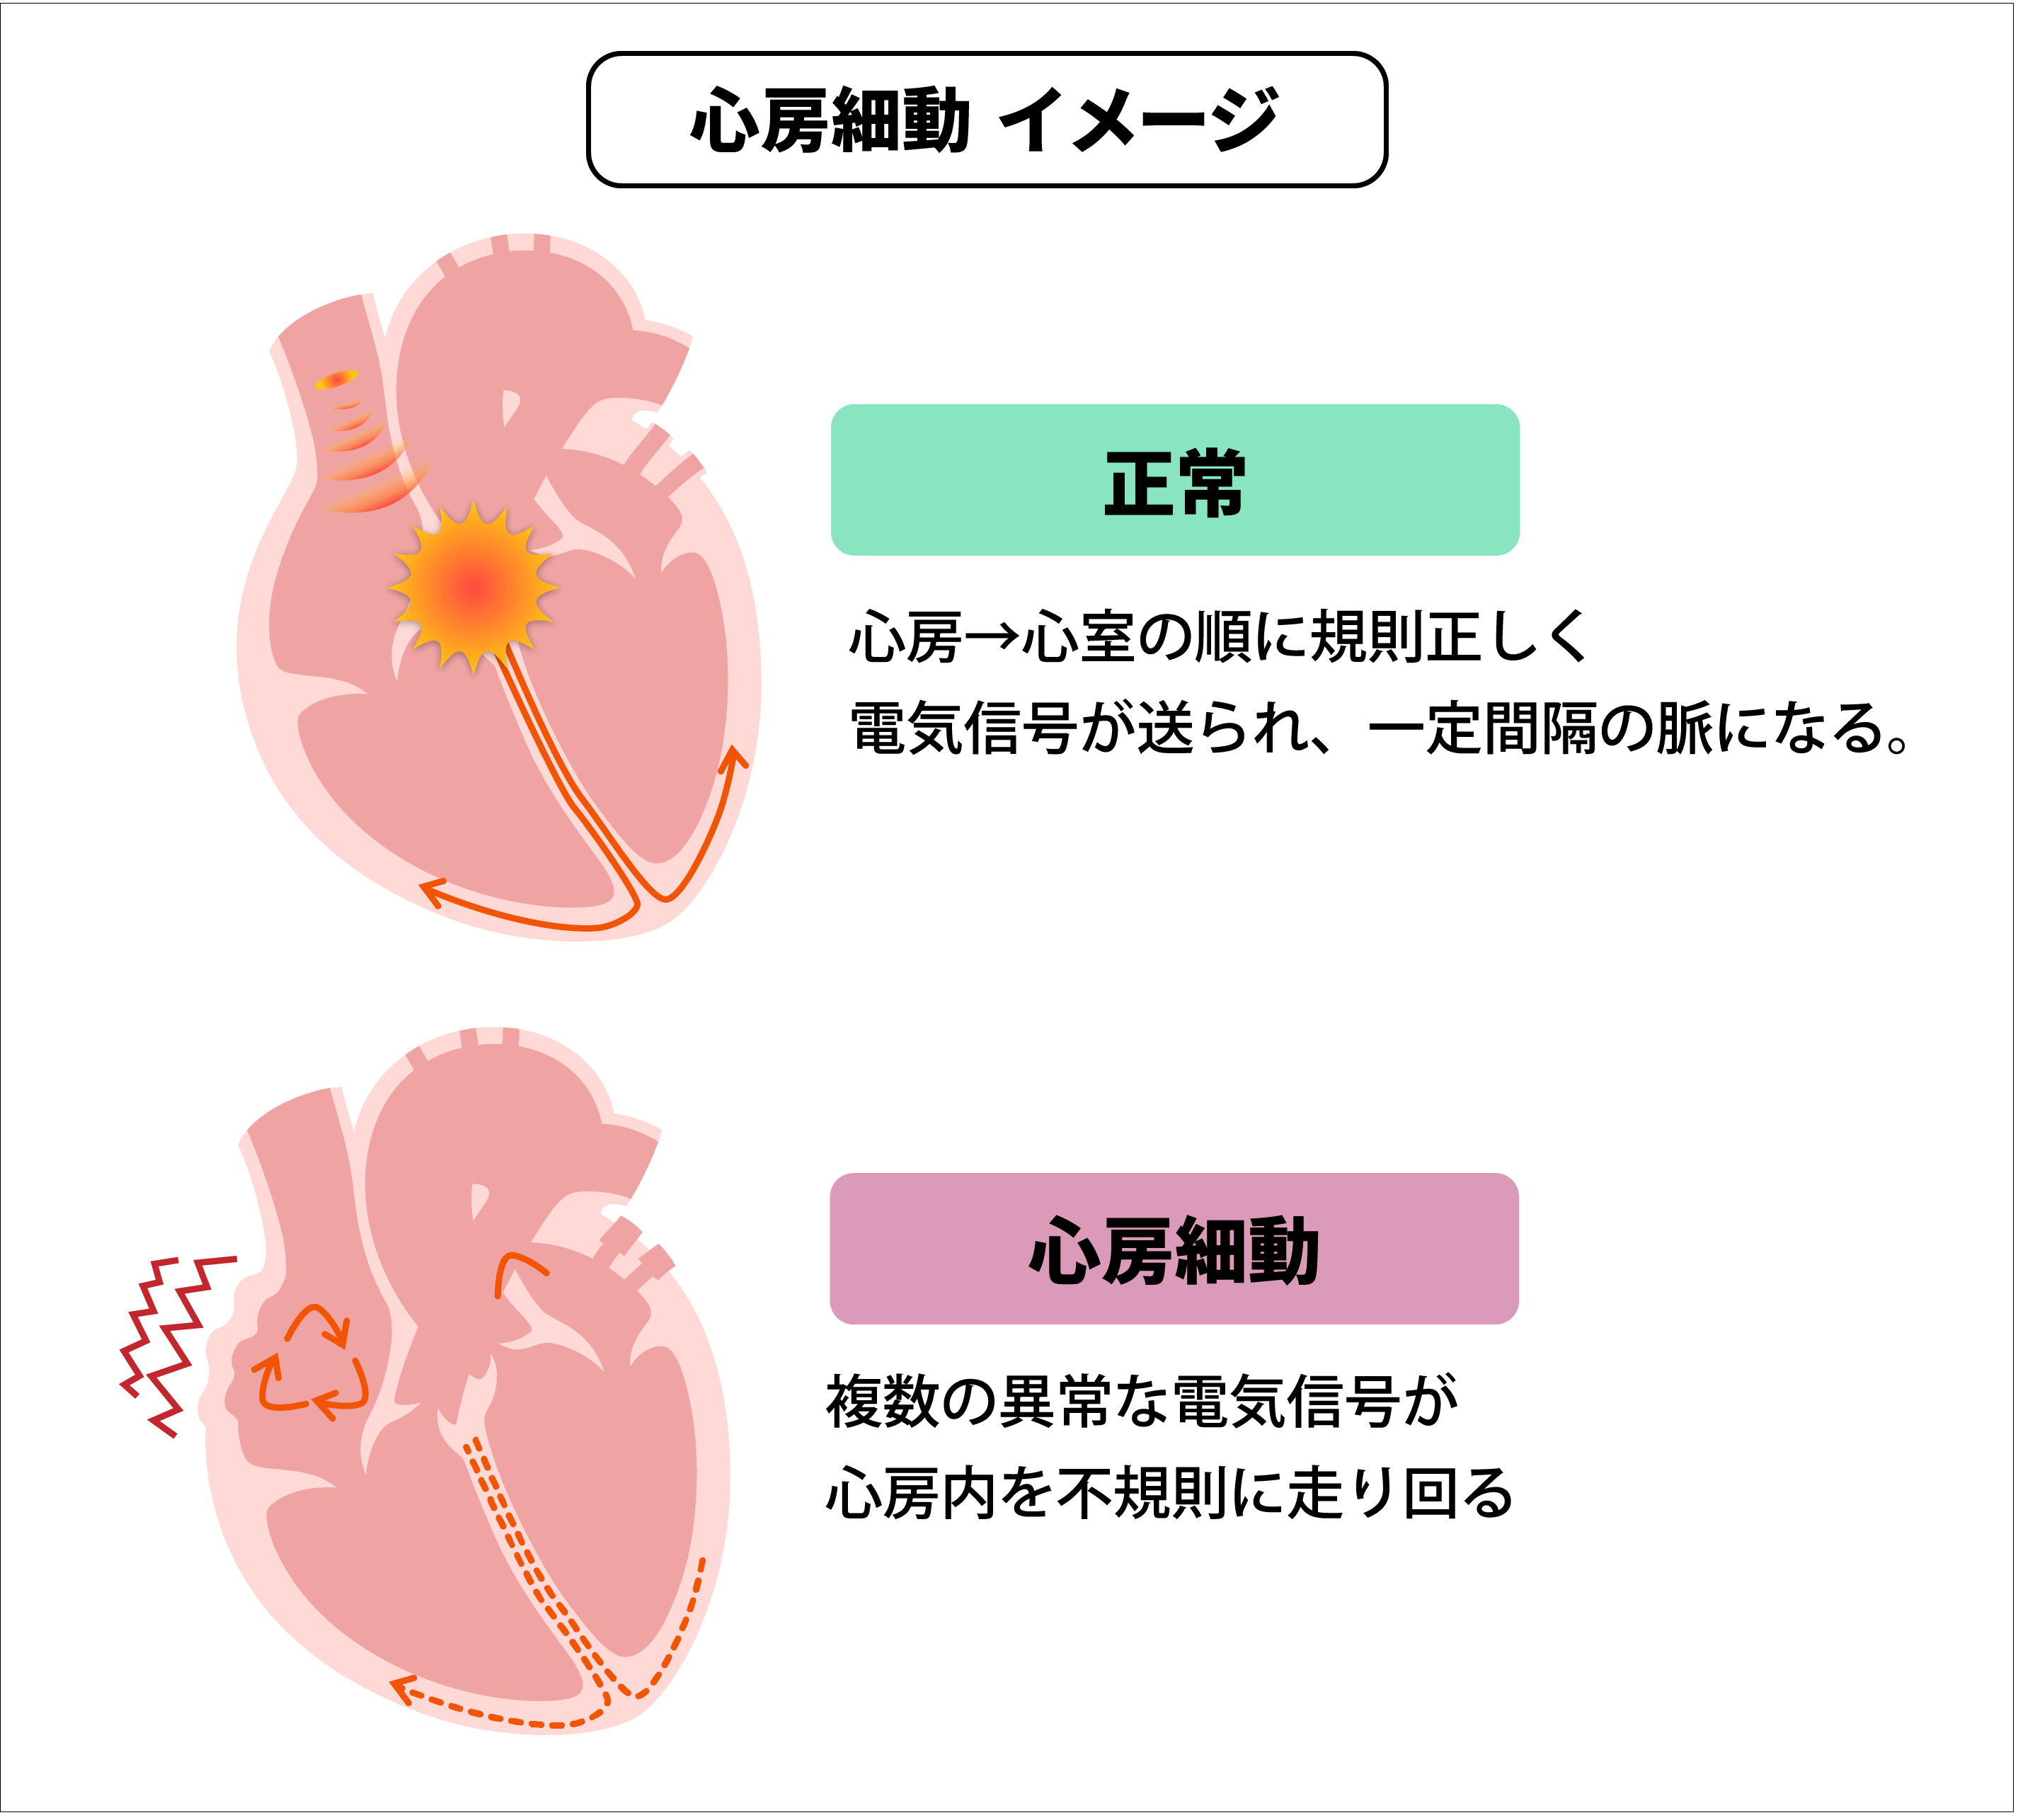 心房細動 イメージ
正常
心房→心室の順に規則正しく
電気信号が送られ、一定間隔の脈になる。
心房細動
複数の異常な電気信号が
心房内を不規則に走り回る